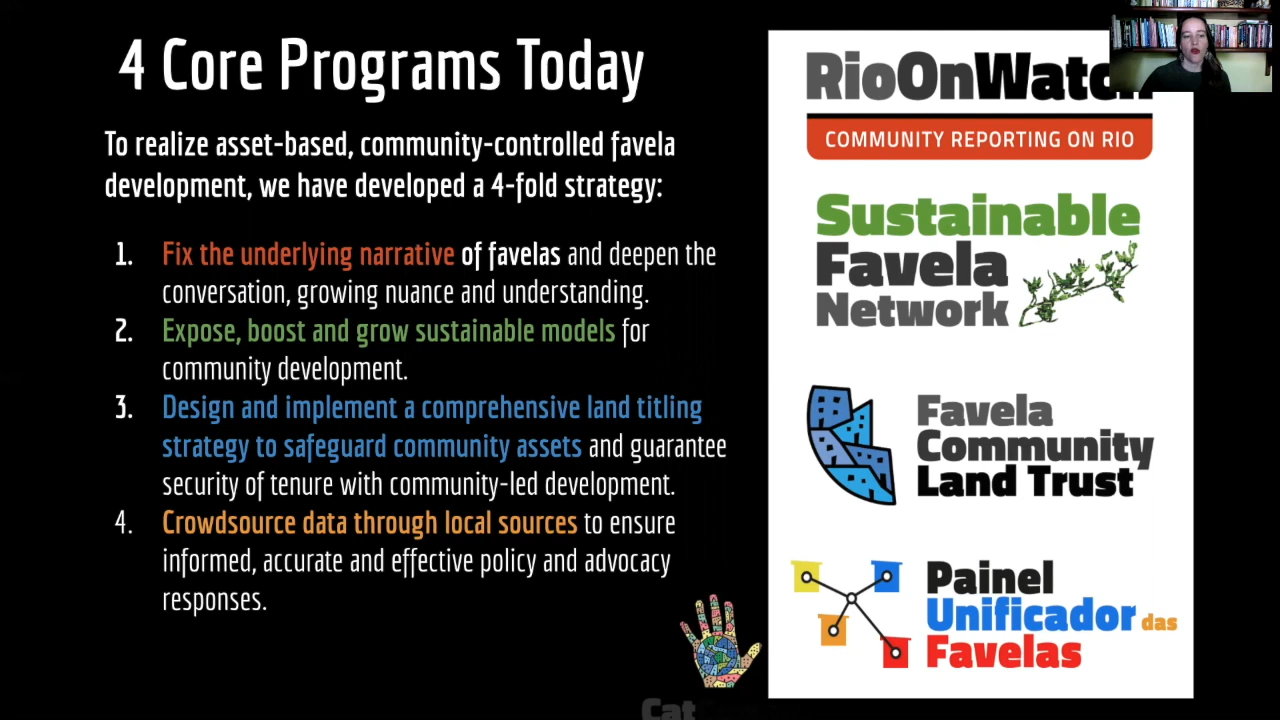 4 Core Programs Today
To realize asset-based, community-controlled favela
development, we have developed a 4-fold strategy:
1. Fix the underlying narrative of favelas and deepen the
conversation, growing nuance and understanding.
2. Expose, boost and grow sustainable models for
community development.
3. Design and implement a comprehensive land titling
strategy to safeguard community assets and guarantee
security of tenure with community-led development.
4. Crowdsource data through local sources to ensure
informed, accurate and effective policy and advocacy
responses.
RioOnWatch
COMMUNITY REPORTING ON RIO
Sustainable
Favela
Network
Favela
Community
Land Trust
Painel
Unificador das
Favelas